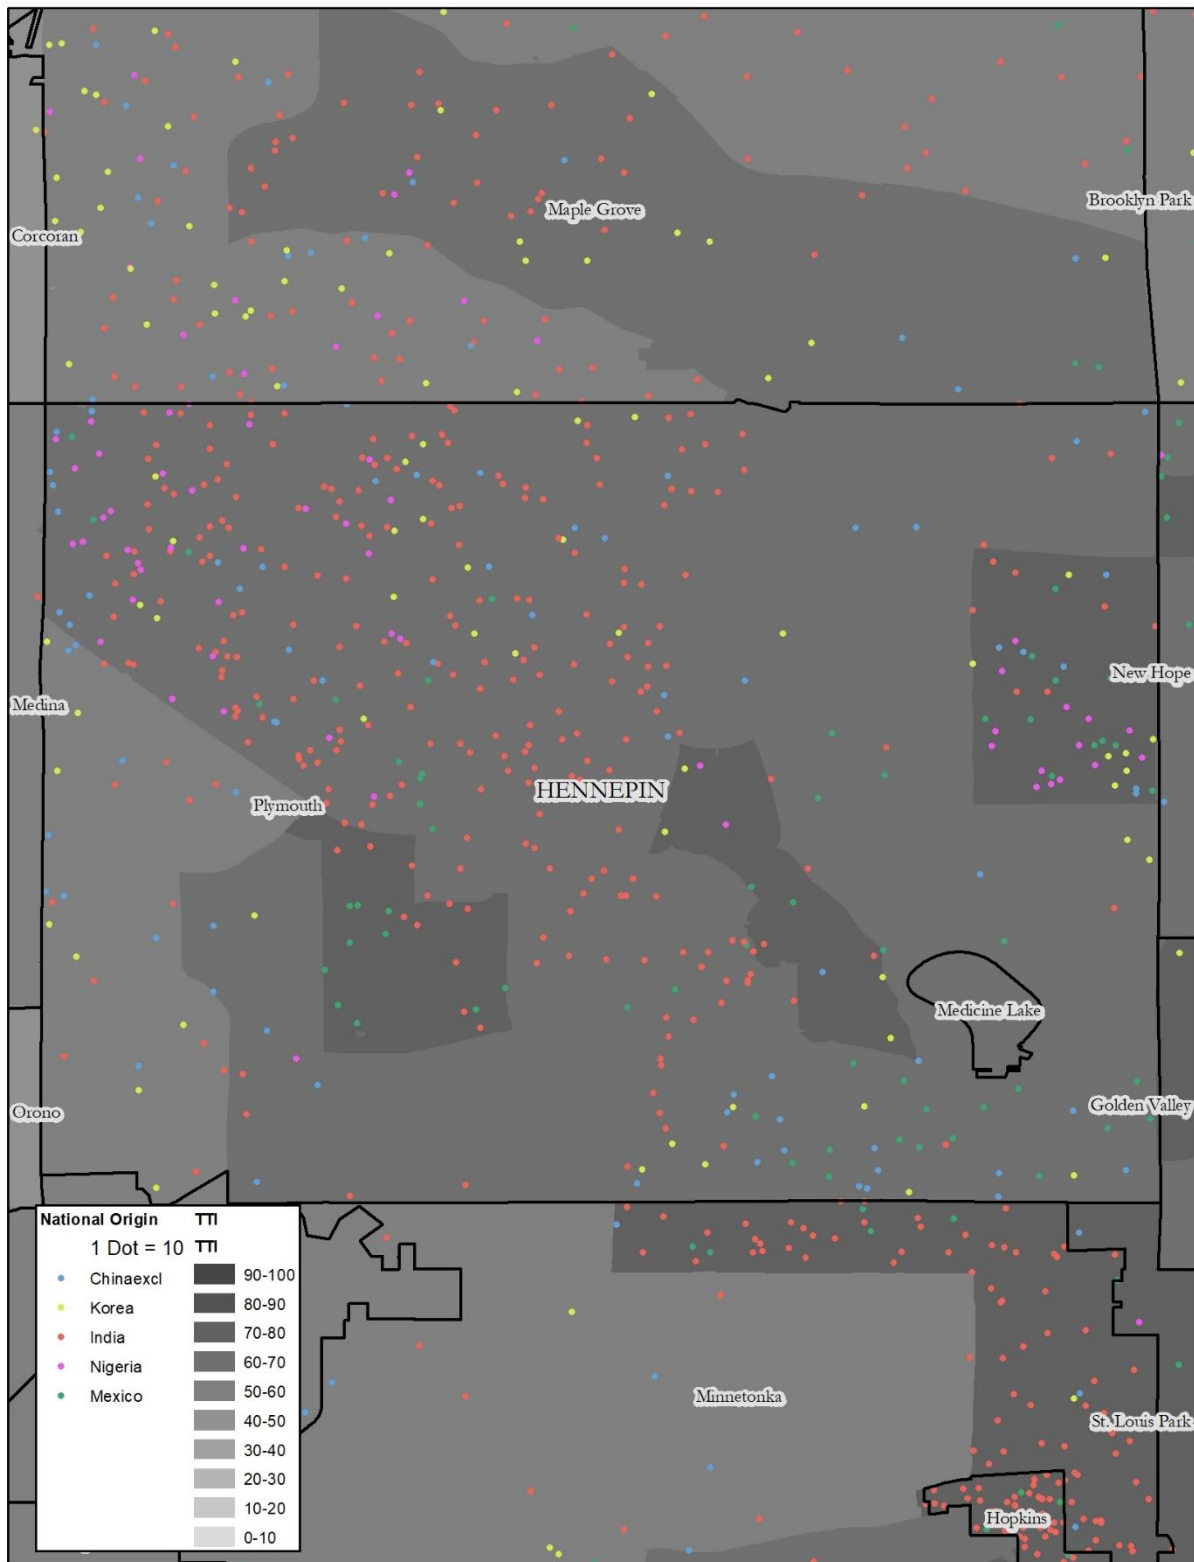 Maple Grove
Brooklyn Park
Corcoran
New Hope
Medina
HENNEPIN
Plymouth
Medicine Lake
Orono
Golden Valley
National Origin TTI
1 Dot = 10 TTI
Chinaexcl
Korea
India
Nigeria
Mexico
90-100
80-90
70-80
60-70
50-60
40-50
30-40
20-30
10-20
0-10
Minnetonka
St. Louis Park
Hopkins